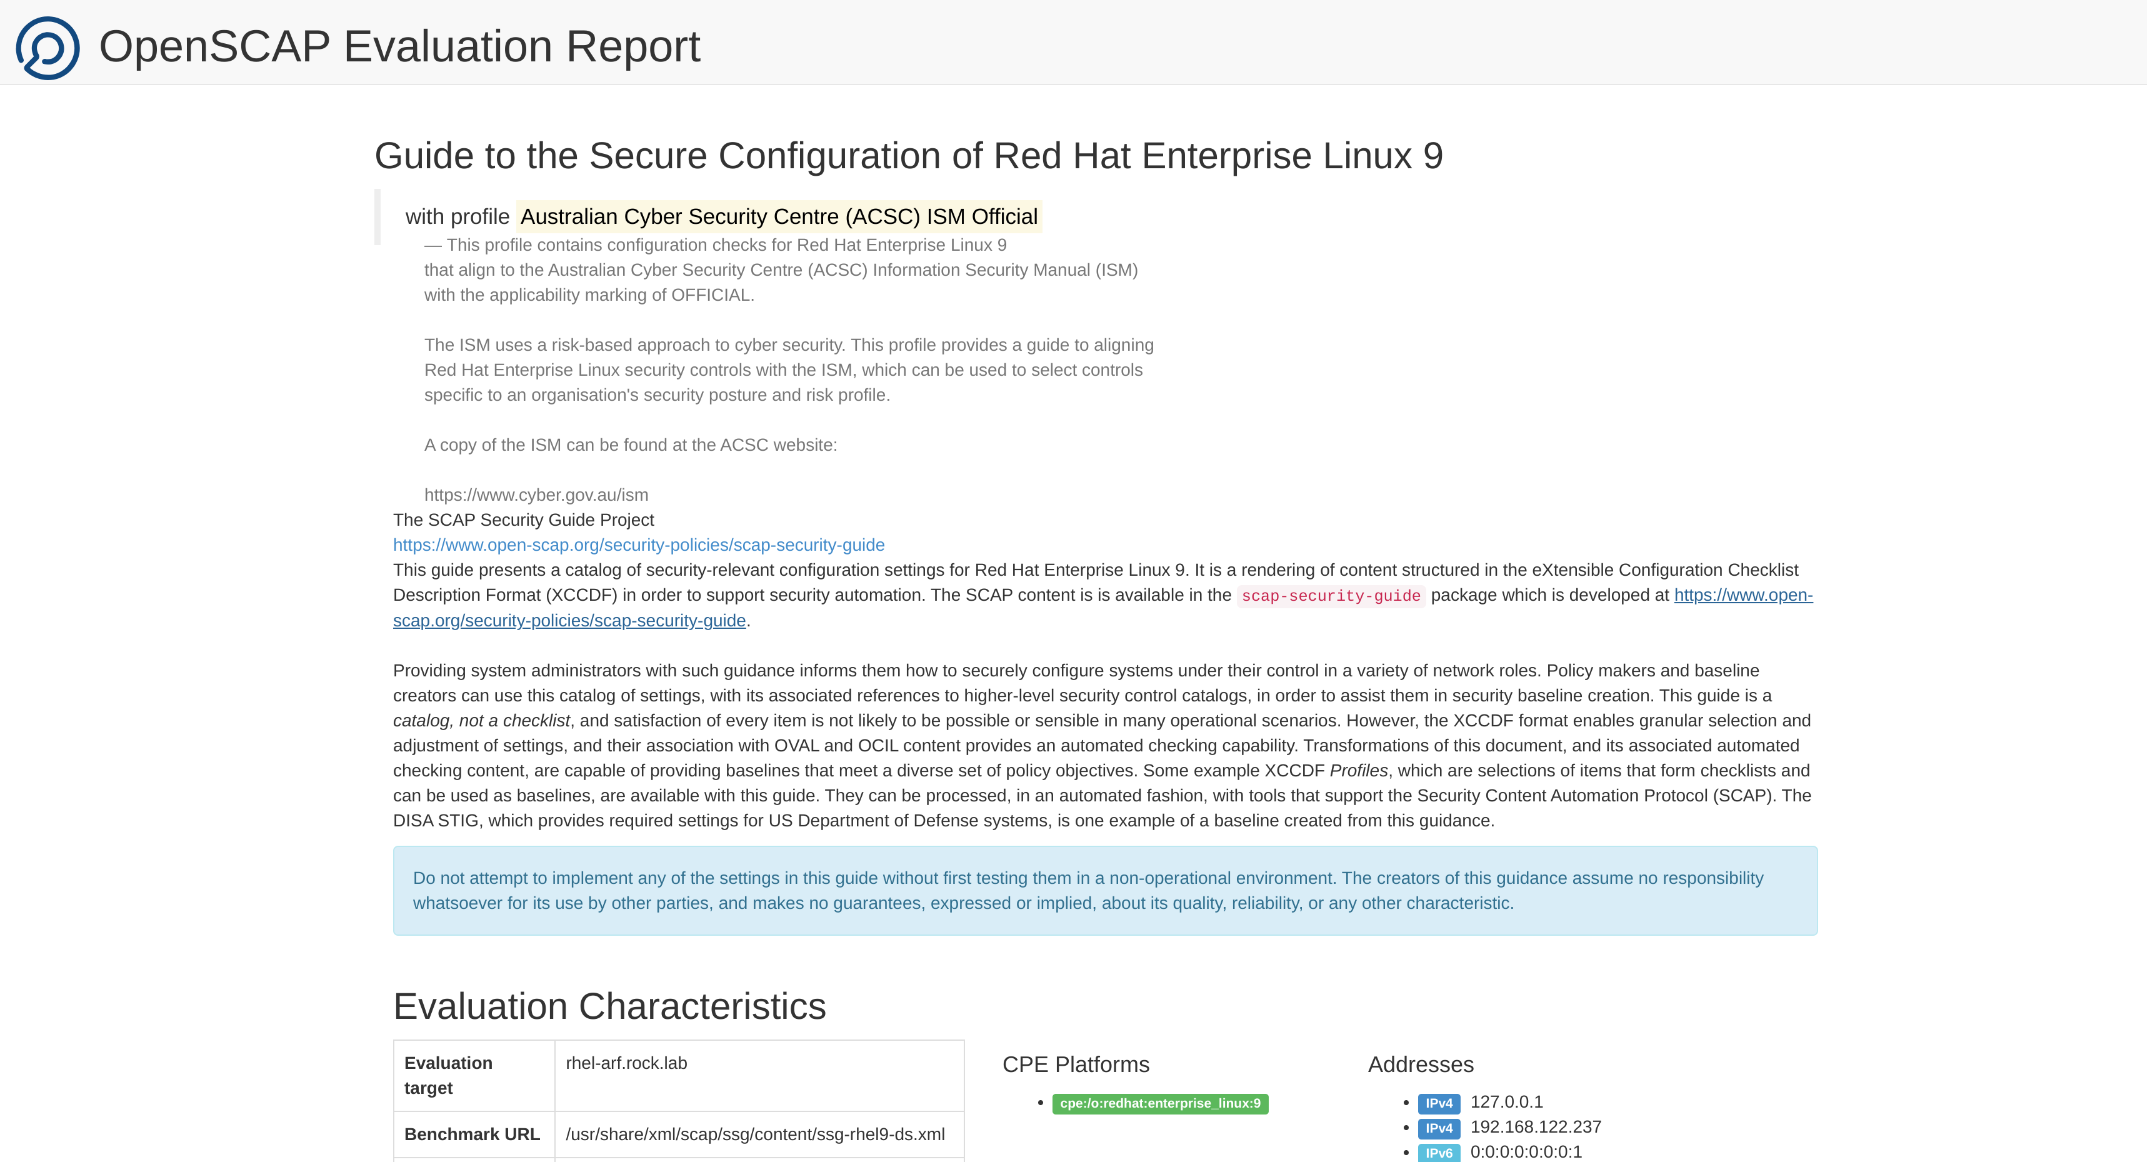 OpenSCAP Evaluation Report
Guide to the Secure Configuration of Red Hat Enterprise Linux 9
with profile Australian Cyber Security Centre (ACSC) ISM Official
— This profile contains configuration checks for Red Hat Enterprise Linux 9
that align to the Australian Cyber Security Centre (ACSC) Information Security Manual (ISM)
with the applicability marking of OFFICIAL.
The ISM uses a risk-based approach to cyber security. This profile provides a guide to aligning
Red Hat Enterprise Linux security controls with the ISM, which can be used to select controls
specific to an organisation's security posture and risk profile.
A copy of the ISM can be found at the ACSC website:
https://www.cyber.gov.au/ism
The SCAP Security Guide Project
https://www.open-scap.org/security-policies/scap-security-guide
This guide presents a catalog of security-relevant configuration settings for Red Hat Enterprise Linux 9. It is a rendering of content structured in the eXtensible Configuration Checklist
Description Format (XCCDF) in order to support security automation. The SCAP content is is available in the scap-security-guide package which is developed at https://www.open-
scap.org/security-policies/scap-security-guide.
Providing system administrators with such guidance informs them how to securely configure systems under their control in a variety of network roles. Policy makers and baseline
creators can use this catalog of settings, with its associated references to higher-level security control catalogs, in order to assist them in security baseline creation. This guide is a
catalog, not a checklist, and satisfaction of every item is not likely to be possible or sensible in many operational scenarios. However, the XCCDF format enables granular selection and
adjustment of settings, and their association with OVAL and OCIL content provides an automated checking capability. Transformations of this document, and its associated automated
checking content, are capable of providing baselines that meet a diverse set of policy objectives. Some example XCCDF Profiles, which are selections of items that form checklists and
can be used as baselines, are available with this guide. They can be processed, in an automated fashion, with tools that support the Security Content Automation Protocol (SCAP). The
DISA STIG, which provides required settings for US Department of Defense systems, is one example of a baseline created from this guidance.
Do not attempt to implement any of the settings in this guide without first testing them in a non-operational environment. The creators of this guidance assume no responsibility
whatsoever for its use by other parties, and makes no guarantees, expressed or implied, about its quality, reliability, or any other characteristic.
Evaluation Characteristics
Evaluation
target
rhel-arf.rock.lab
Benchmark URL
/usr/share/xml/scap/ssg/content/ssg-rhel9-ds.xml
CPE Platforms
cpe:/o:redhat:enterprise_linux:9
Addresses
IPv4 127.0.0.1
IPv4 192.168.122.237
IPv6 0:0:0:0:0:0:0:1